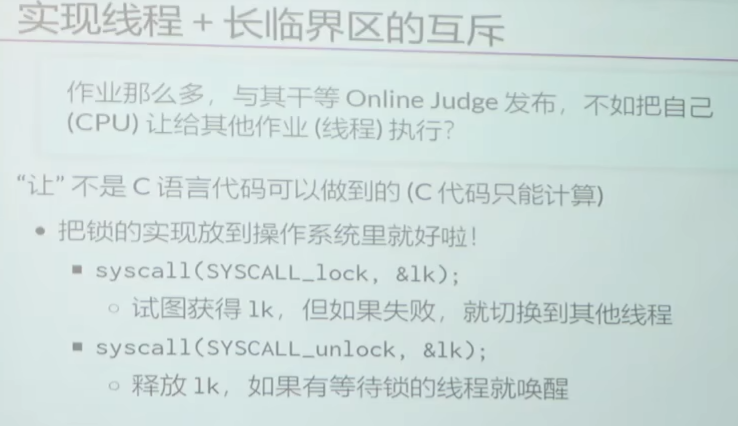 实现线程 + 长临界区的互斥
作业那么多，与其干等 Online Judge 发布，不如把自己
(CPU) 让给其他作业 (线程) 执行？
“让” 不是 C 语言代码可以做到的 (C 代码只能计算)
• 把锁的实现放到操作系统里就好啦！
▪ syscall(SYSCALL_lock, &lk);
○ 试图获得 lk，但如果失败，就切换到其他线程
▪ syscall(SYSCALL_unlock, &lk);
○ 释放 lk，如果有等待锁的线程就唤醒